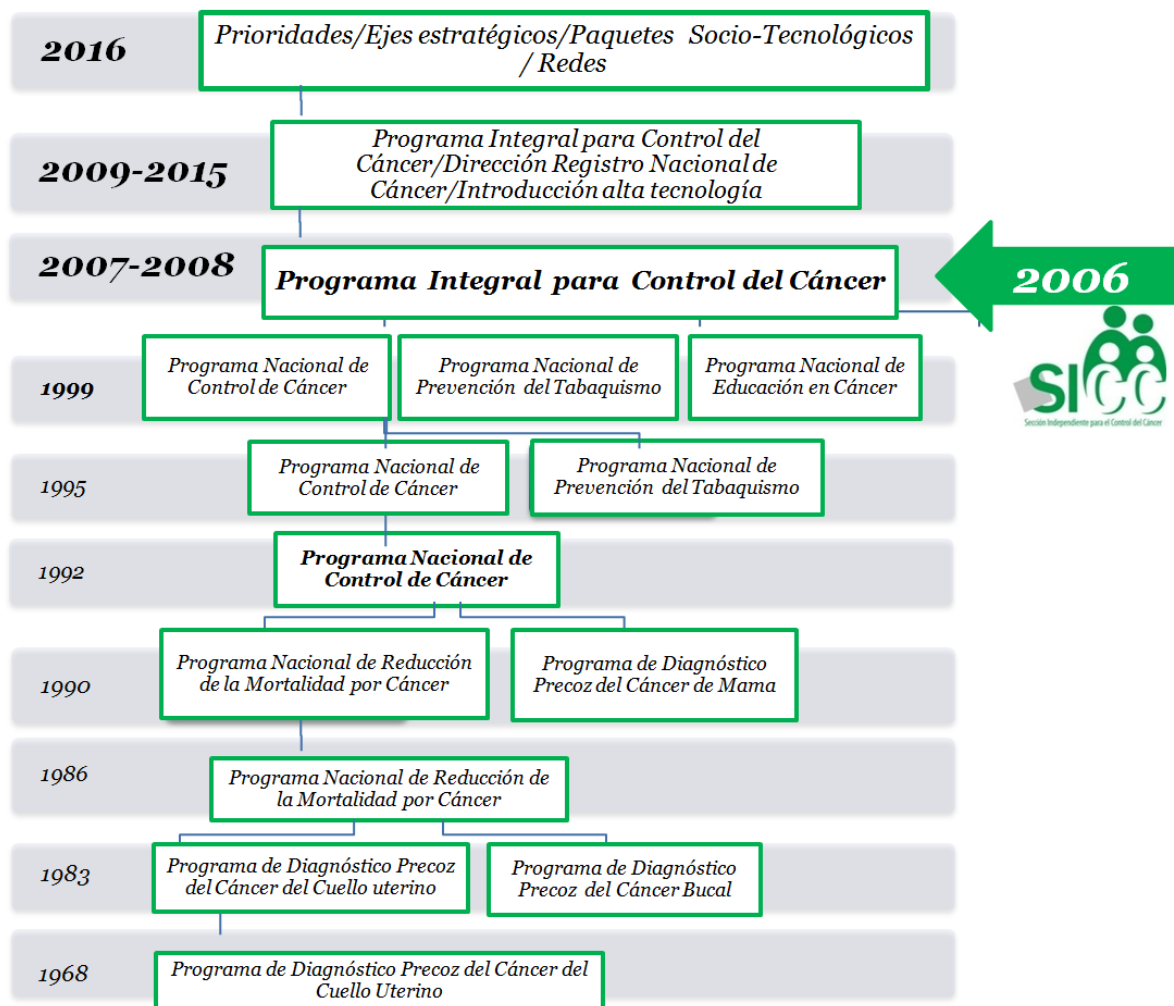 2016
Prioridades/Ejes estratégicos/Paquetes Socio-Tecnológicos
/ Redes
2009-2015
Programa Integral para Control del
Cáncer/Dirección Registro Nacional de
Cáncer/Introducción alta tecnología
2007-2008
Programa Integral para Control del Cáncer
2006
SICC
Sección Independiente para el Control del Cáncer
1999
Programa Nacional de
Control de Cáncer
Programa Nacional de
Prevención del Tabaquismo
Programa Nacional de
Educación en Cáncer
1995
Programa Nacional de
Control de Cáncer
Programa Nacional de
Prevención del Tabaquismo
1992
Programa Nacional de
Control de Cáncer
1990
Programa Nacional de Reducción
de la Mortalidad por Cáncer
Programa de Diagnóstico
Precoz del Cáncer de Mama
1986
Programa Nacional de Reducción de
la Mortalidad por Cáncer
1983
Programa de Diagnóstico Precoz
del Cáncer del Cuello uterino
Programa de Diagnóstico
Precoz del Cáncer Bucal
1968
Programa de Diagnóstico Precoz del Cáncer del
Cuello Uterino